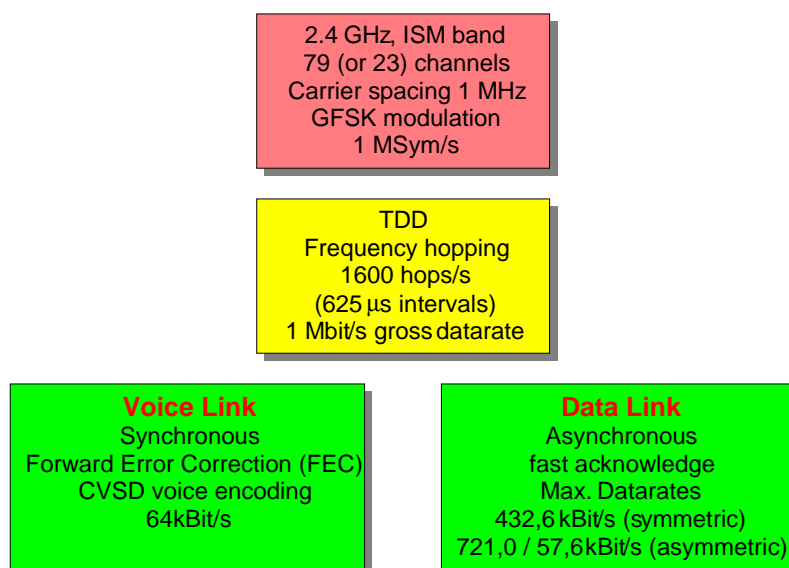 2.4 GHz, ISM band
79 (or 23) channels
Carrier spacing 1 MHz
GFSK modulation
1 MSym/s
TDD
Frequency hopping
1600 hops/s
(625 µs intervals)
1 Mbit/s gross datarate
Voice Link
Synchronous
Forward Error Correction (FEC)
CVSD voice encoding
64kBit/s
Data Link
Asynchronous
fast acknowledge
Max. Datarates
432,6 kBit/s (symmetric)
721,0 / 57,6kBit/s (asymmetric)